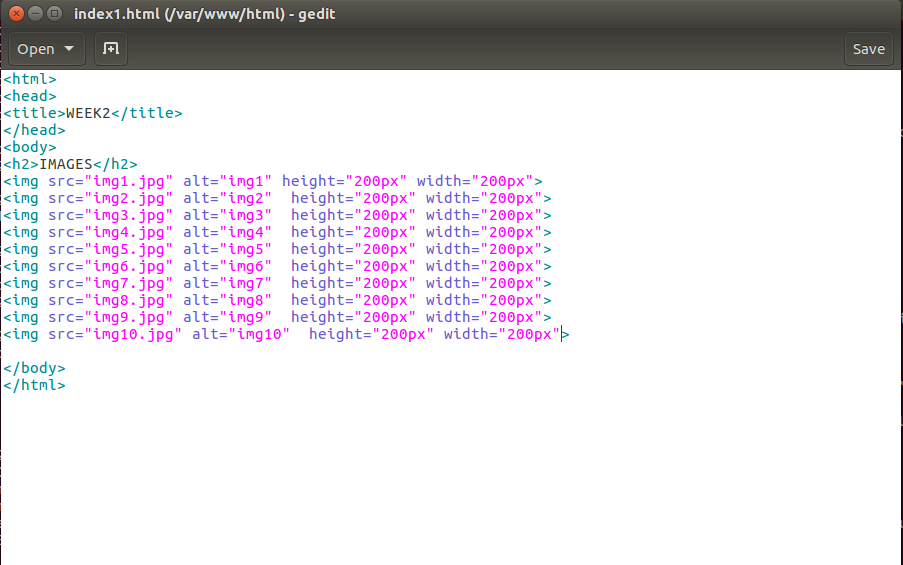 index1.html (/var/www/html) - gedit
Open
Save
<html>
<head>
<title>WEEK2</title>
</head>
<body>
<h2>IMAGES</h2>
<img src="img1.jpg" alt="img1" height="200px" width="200px">
<img src="img2.jpg" alt="img2"  height="200px" width="200px">
<img src="img3.jpg" alt="img3"  height="200px" width="200px">
<img src="img4.jpg" alt="img4"  height="200px" width="200px">
<img src="img5.jpg" alt="img5"  height="200px" width="200px">
<img src="img6.jpg" alt="img6"  height="200px" width="200px">
<img src="img7.jpg" alt="img7"  height="200px" width="200px">
<img src="img8.jpg" alt="img8"  height="200px" width="200px">
<img src="img9.jpg" alt="img9"  height="200px" width="200px">
<img src="img10.jpg" alt="img10"  height="200px" width="200px">
</body>
</html>